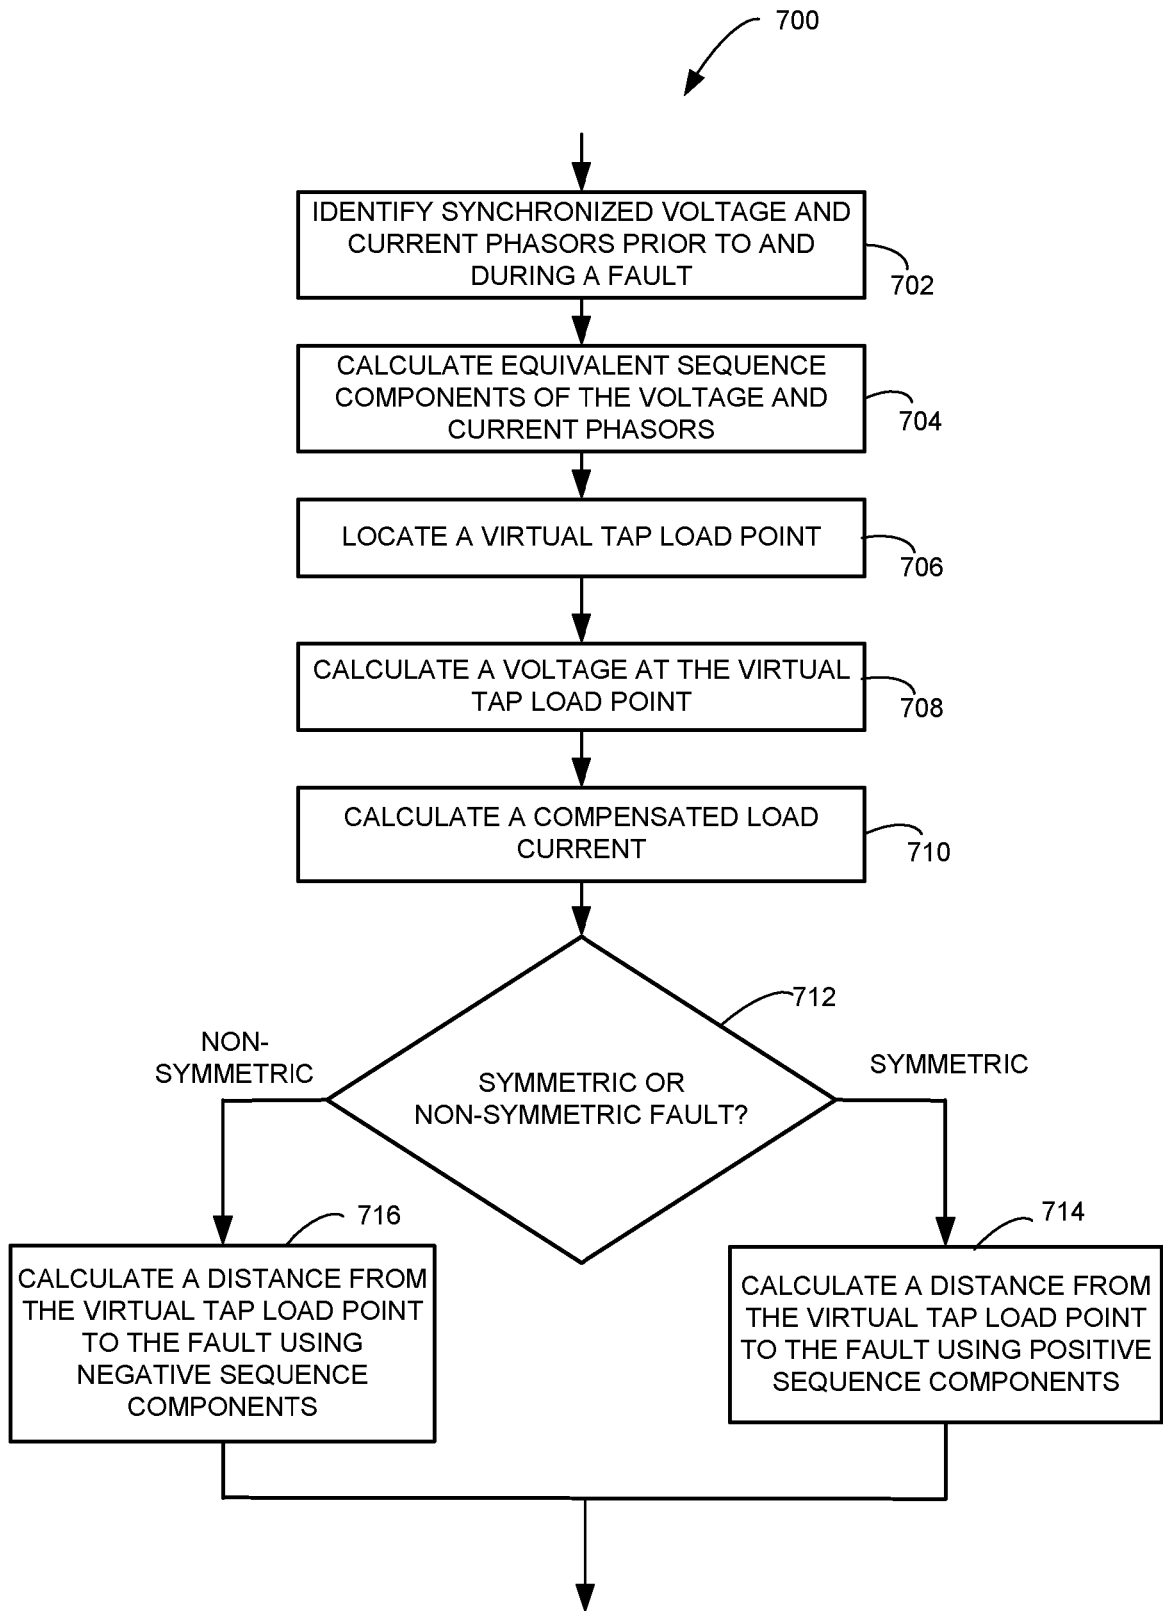 700
IDENTIFY SYNCHRONIZED VOLTAGE AND
CURRENT PHASORS PRIOR TO AND
DURING A FAULT
702
CALCULATE EQUIVALENT SEQUENCE
COMPONENTS OF THE VOLTAGE AND
CURRENT PHASORS
704
LOCATE A VIRTUAL TAP LOAD POINT
706
CALCULATE A VOLTAGE AT THE VIRTUAL
TAP LOAD POINT
708
CALCULATE A COMPENSATED LOAD
CURRENT
710
712
SYMMETRIC OR
NON-SYMMETRIC FAULT?
NON-
SYMMETRIC
SYMMETRIC
716
CALCULATE A DISTANCE FROM
THE VIRTUAL TAP LOAD POINT
TO THE FAULT USING
NEGATIVE SEQUENCE
COMPONENTS
714
CALCULATE A DISTANCE FROM
THE VIRTUAL TAP LOAD POINT
TO THE FAULT USING POSITIVE
SEQUENCE COMPONENTS